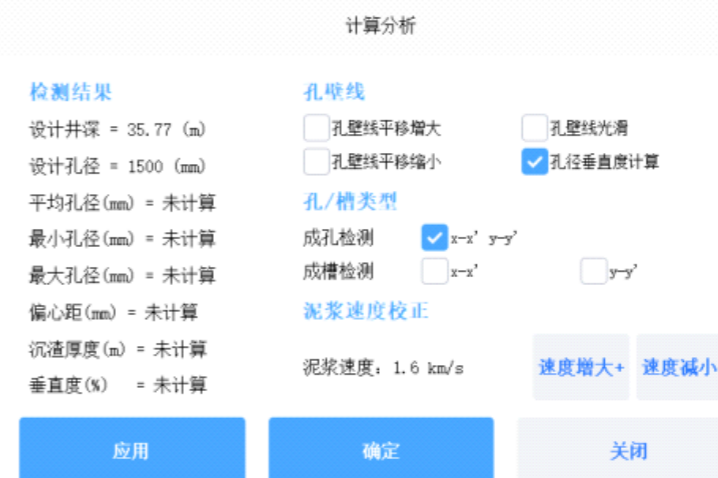 计算分析
检测结果
设计井深 = 35.77 (m)
设计孔径 = 1500 (mm)
平均孔径(mm) = 未计算
最小孔径(mm) = 未计算
最大孔径(mm) = 未计算
偏心距(mm) = 未计算
沉渣厚度(m) = 未计算
垂直度(%) = 未计算
孔壁线
孔壁线平移增大 孔壁线光滑
孔壁线平移缩小 孔径垂直度计算
孔/槽类型
成孔检测 x-x' y-y'
成槽检测 x-x' y-y'
泥浆速度校正
泥浆速度：1.6 km/s 速度增大+ 速度减小
应用 确定 关闭